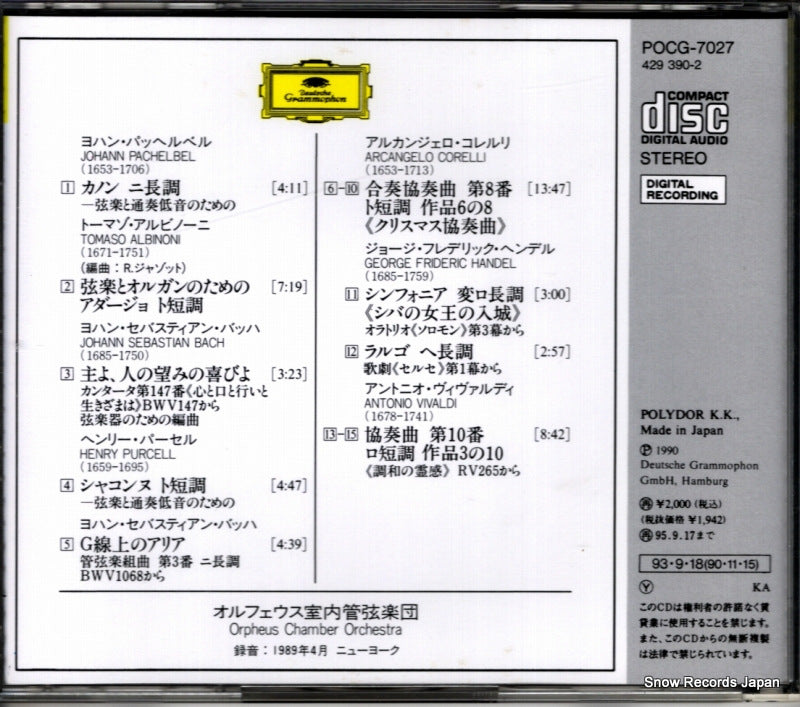 Deutsche
Grammophon
ヨハン・パッヘルベル
JOHANN PACHELBEL
(1653-1706)
1 カノン ニ長調 [4:11]
―弦楽と通奏低音のための
トーマゾ・アルビノーニ
TOMASO ALBINONI
(1671-1751)
(編曲:R.ジャゾット)
2 弦楽とオルガンのための [7:19]
アダージョ ト短調
ヨハン・セバスティアン・バッハ
JOHANN SEBASTIAN BACH
(1685-1750)
3 主よ、人の望みの喜びよ [3:23]
カンタータ第147番《心と口と行いと
生きざまは》BWV147から
弦楽器のための編曲
ヘンリー・パーセル
HENRY PURCELL
(1659-1695)
4 シャコンヌ ト短調 [4:47]
―弦楽と通奏低音のための
ヨハン・セバスティアン・バッハ
5 G線上のアリア [4:39]
管弦楽組曲 第3番 ニ長調
BWV1068から
アルカンジェロ・コレルリ
ARCANGELO CORELLI
(1653-1713)
6-10 合奏協奏曲 第8番 [13:47]
ト短調 作品6の8
《クリスマス協奏曲》
ジョージ・フレデリック・ヘンデル
GEORGE FRIDERIC HANDEL
(1685-1759)
11 シンフォニア 変ロ長調 [3:00]
《シバの女王の入城》
オラトリオ《ソロモン》第3幕から
12 ラルゴ ヘ長調 [2:57]
歌劇《セルセ》第1幕から
アントニオ・ヴィヴァルディ
ANTONIO VIVALDI
(1678-1741)
13-15 協奏曲 第10番 [8:42]
ロ短調 作品3の10
《調和の霊感》 RV265から
オルフェウス室内管弦楽団
Orpheus Chamber Orchestra
録音:1989年4月 ニューヨーク
POCG-7027
429 390-2
COMPACT
disc
DIGITAL AUDIO
STEREO
DIGITAL
RECORDING
POLYDOR K.K.,
Made in Japan
Ⓟ 1990
Deutsche Grammophon
GmbH, Hamburg
㊞ ¥2,000 (税込)
(税抜価格 ¥1,942)
95.9.17まで
93・9・18(90・11・15)
Ⓨ KA
このCDは権利者の許諾なく賃
貸業に使用することを禁じます。
また、このCDからの無断複製
は法律で禁じられています。
Snow Records Japan